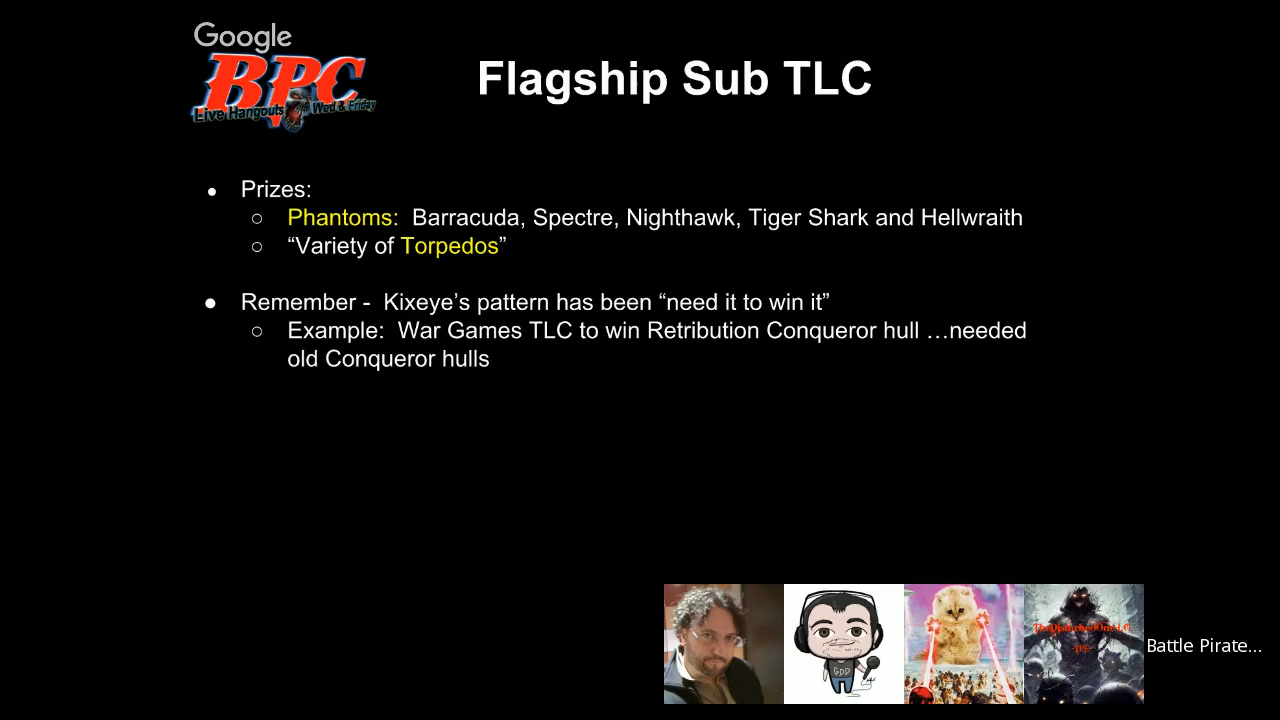 Google
BPC
Live Hangouts Wed & Friday
Flagship Sub TLC
● Prizes:
○ Phantoms: Barracuda, Spectre, Nighthawk, Tiger Shark and Hellwraith
○ “Variety of Torpedos”
● Remember - Kixeye’s pattern has been “need it to win it”
○ Example: War Games TLC to win Retribution Conqueror hull …needed
old Conqueror hulls
GDD
Battle Pirate...